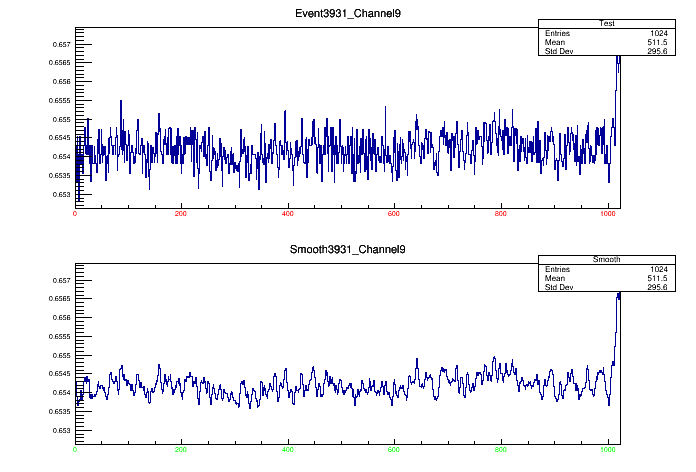 Event3931_Channel9
Test
Entries 1024
Mean 511.5
Std Dev 295.6
0.657
0.6565
0.656
0.6555
0.655
0.6545
0.654
0.6535
0.653
0 200 400 600 800 1000
Smooth3931_Channel9
Smooth
Entries 1024
Mean 511.5
Std Dev 295.6
0.657
0.6565
0.656
0.6555
0.655
0.6545
0.654
0.6535
0.653
0 200 400 600 800 1000